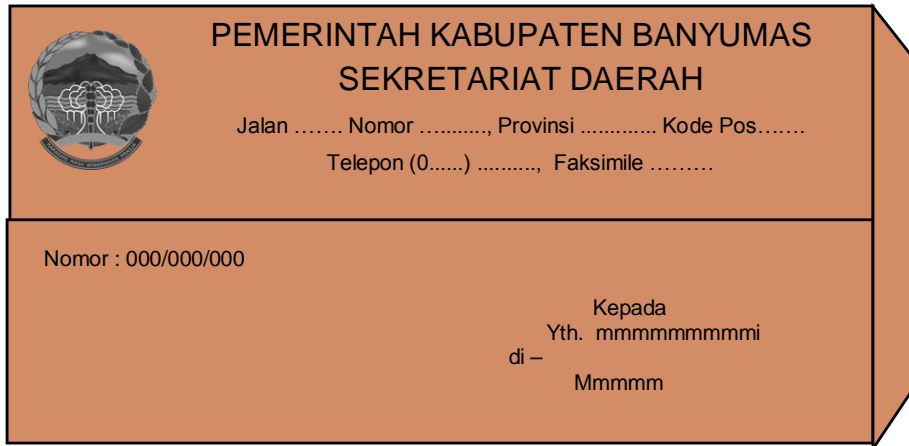 PEMERINTAH KABUPATEN BANYUMAS
SEKRETARIAT DAERAH
Jalan ……. Nomor …........, Provinsi ............. Kode Pos…….
Telepon (0......) .........., Faksimile ………
Nomor : 000/000/000
Kepada
Yth. mmmmmmmmmi
di –
Mmmmm